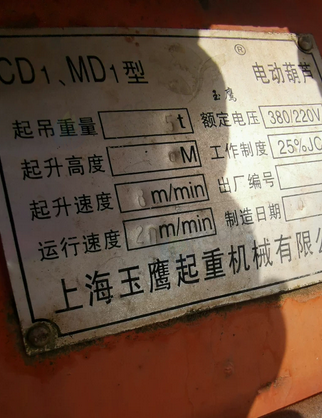 CD1、MD1型 ® 电动葫芦
玉鹰
起吊重量 t 额定电压 380/220V
起升高度 M 工作制度 25%JC
起升速度 m/min 出厂编号
运行速度 m/min 制造日期
上海玉鹰起重机械有限公